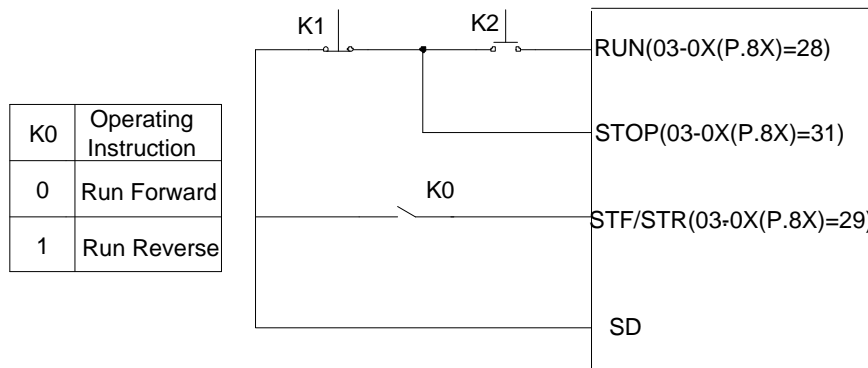 K1
K2
RUN(03-0X(P.8X)=28)
STOP(03-0X(P.8X)=31)
K0
Operating
Instruction
0
Run Forward
1
Run Reverse
K0
STF/STR(03-0X(P.8X)=29)
SD